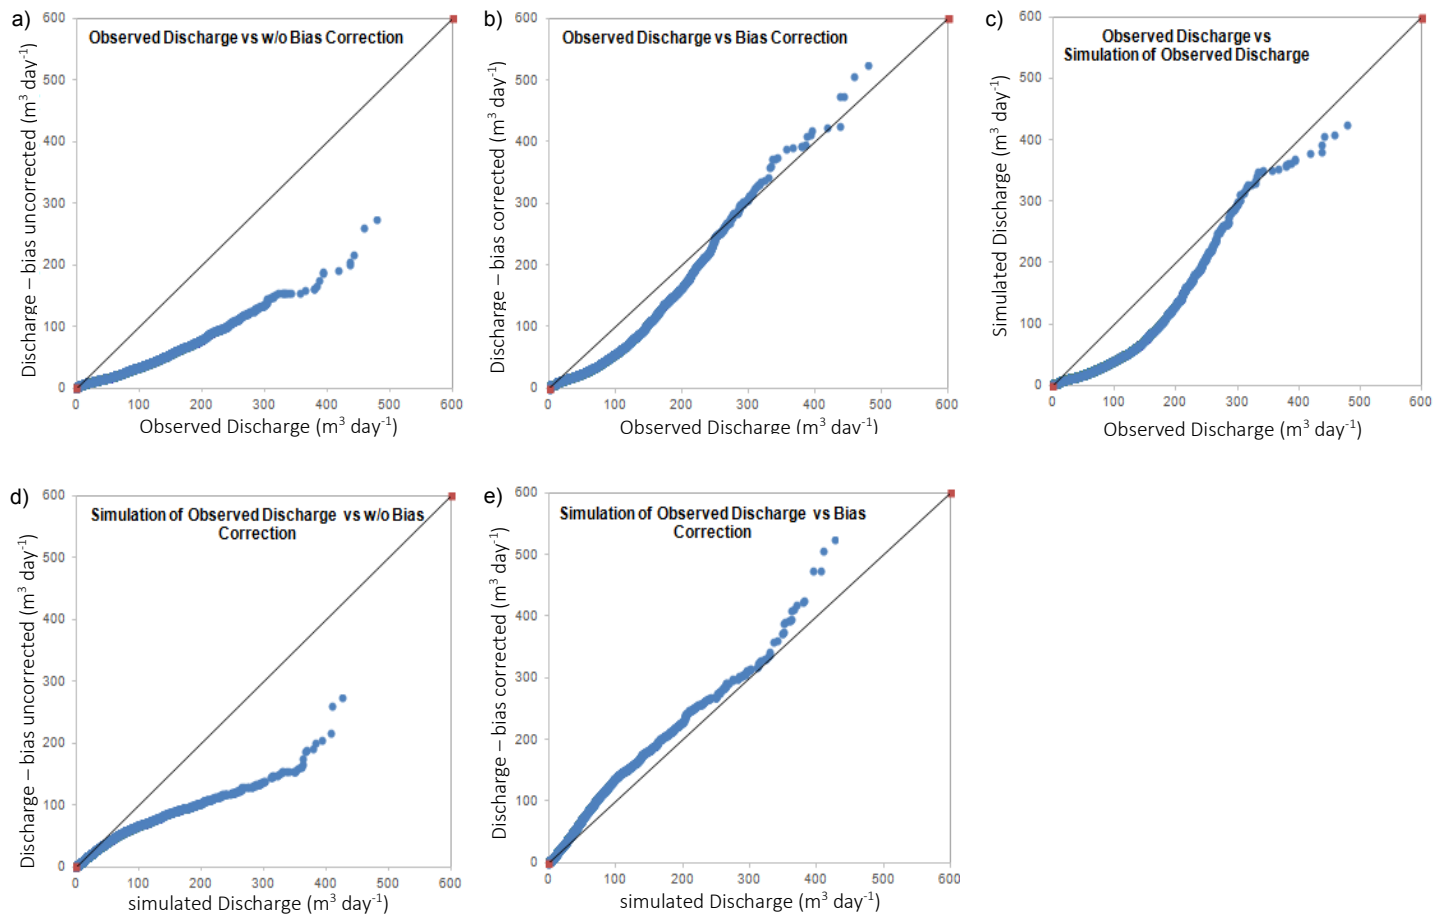 a)
Observed Discharge vs w/o Bias Correction
Discharge – bias uncorrected (m³ day⁻¹)
600
500
400
300
200
100
0
0 100 200 300 400 500 600
Observed Discharge (m³ day⁻¹)
b)
Observed Discharge vs Bias Correction
Discharge – bias corrected (m³ day⁻¹)
600
500
400
300
200
100
0
0 100 200 300 400 500 600
Observed Discharge (m³ day⁻¹)
c)
Observed Discharge vs
Simulation of Observed Discharge
Simulated Discharge (m³ day⁻¹)
600
500
400
300
200
100
0
0 100 200 300 400 500 600
Observed Discharge (m³ day⁻¹)
d)
Simulation of Observed Discharge vs w/o Bias
Correction
Discharge – bias uncorrected (m³ day⁻¹)
600
500
400
300
200
100
0
0 100 200 300 400 500 600
simulated Discharge (m³ day⁻¹)
e)
Simulation of Observed Discharge vs Bias
Correction
Discharge – bias corrected (m³ day⁻¹)
600
500
400
300
200
100
0
0 100 200 300 400 500 600
simulated Discharge (m³ day⁻¹)